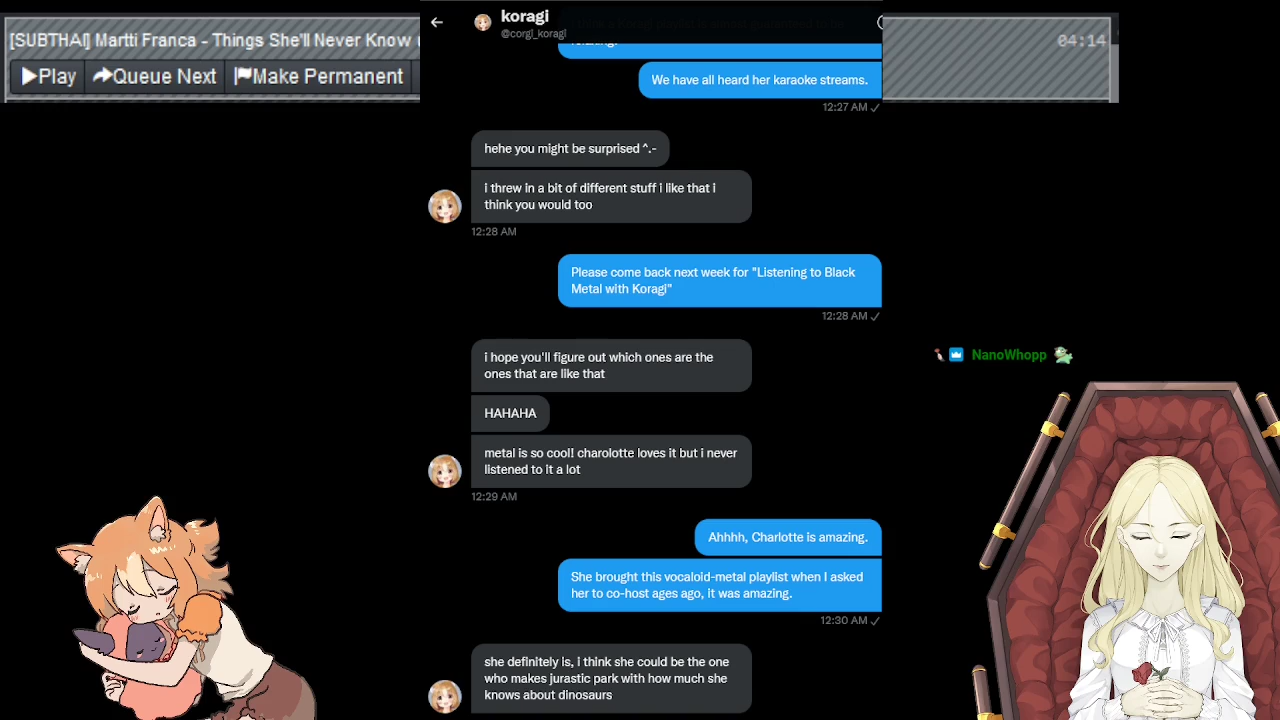 [SUBTHAI] Martti Franca - Things She'll Never Know
Play Queue Next Make Permanent
04:14
koragi
@corgi_koragi
relaxing.
We have all heard her karaoke streams.
12:27 AM
hehe you might be surprised ^.-
i threw in a bit of different stuff i like that i
think you would too
12:28 AM
Please come back next week for "Listening to Black
Metal with Koragi"
12:28 AM
i hope you'll figure out which ones are the
ones that are like that
HAHAHA
metal is so cool! charolotte loves it but i never
listened to it a lot
12:29 AM
Ahhhh, Charlotte is amazing.
She brought this vocaloid-metal playlist when I asked
her to co-host ages ago, it was amazing.
12:30 AM
she definitely is, i think she could be the one
who makes jurastic park with how much she
knows about dinosaurs
NanoWhopp